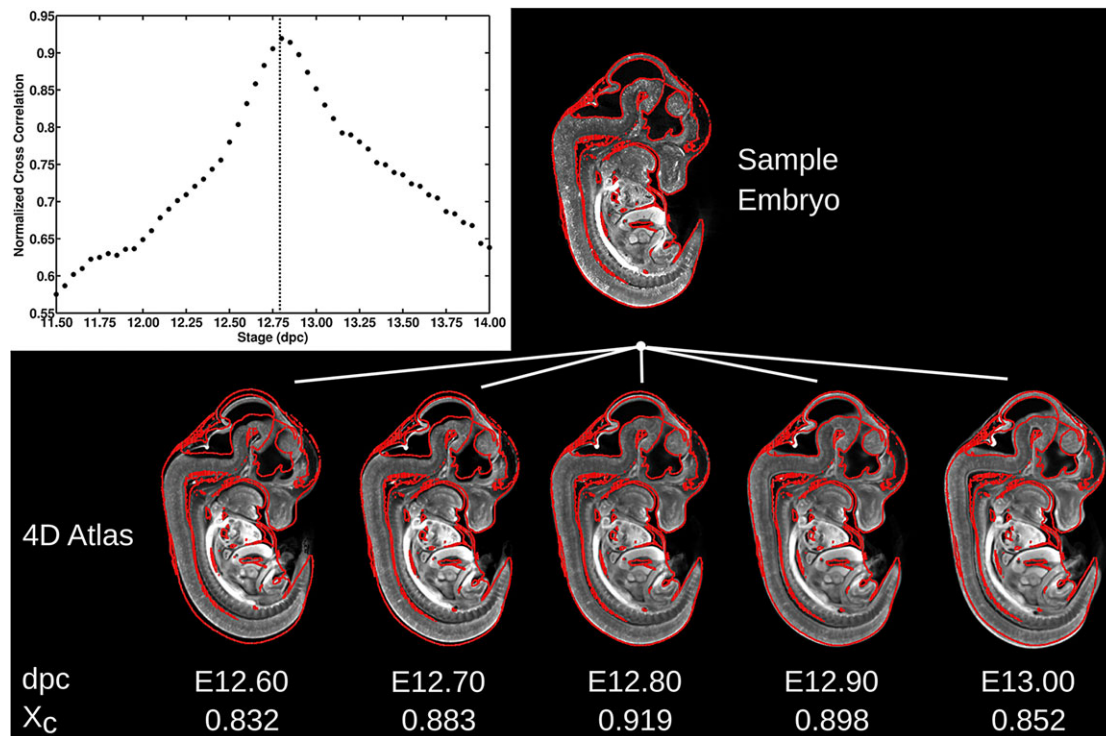 0.95
0.9
0.85
0.8
0.75
0.7
0.65
0.6
0.55
Normalized Cross Correlation
11.50 11.75 12.00 12.25 12.50 12.75 13.00 13.25 13.50 13.75 14.00
Stage (dpc)
Sample
Embryo
4D Atlas
dpc E12.60 E12.70 E12.80 E12.90 E13.00
Xc 0.832 0.883 0.919 0.898 0.852